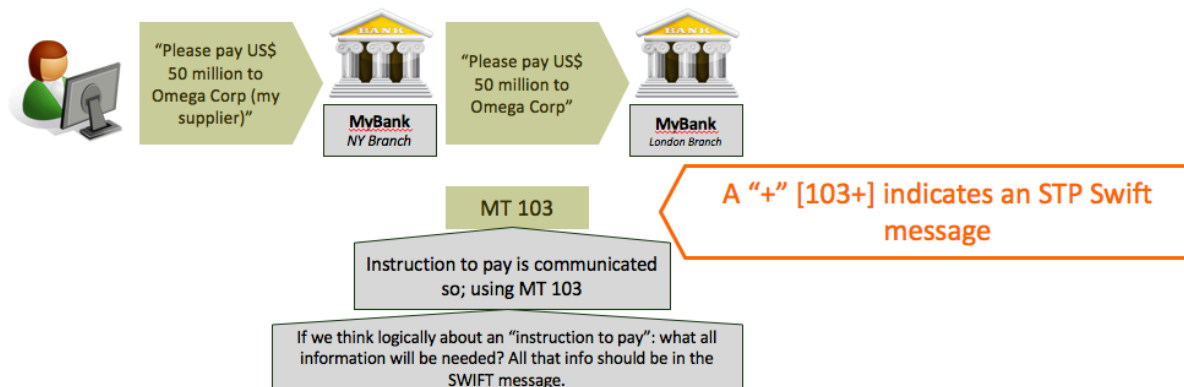 BANK
BANK
“Please pay US$
50 million to
Omega Corp (my
supplier)”
“Please pay US$
50 million to
Omega Corp”
MyBank
NY Branch
MyBank
London Branch
A “+” [103+] indicates an STP Swift
message
MT 103
Instruction to pay is communicated
so; using MT 103
If we think logically about an “instruction to pay”: what all
information will be needed? All that info should be in the
SWIFT message.